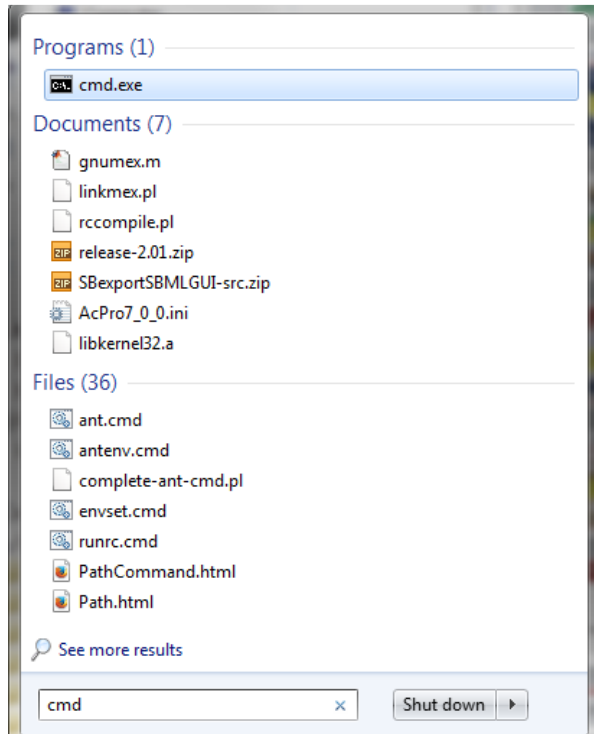 Programs (1)
cmd.exe
Documents (7)
gnumex.m
linkmex.pl
rccompile.pl
release-2.01.zip
SBexportSBMLGUI-src.zip
AcPro7_0_0.ini
libkernel32.a
Files (36)
ant.cmd
antenv.cmd
complete-ant-cmd.pl
envset.cmd
runrc.cmd
PathCommand.html
Path.html
See more results
cmd Shut down